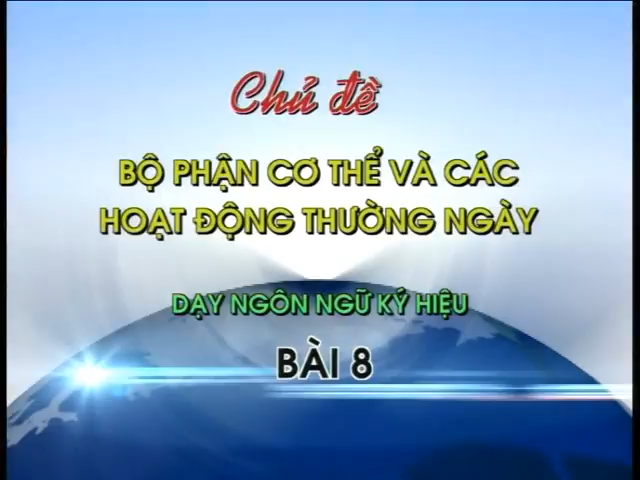 Chủ đề
BỘ PHẬN CƠ THỂ VÀ CÁC
HOẠT ĐỘNG THƯỜNG NGÀY
DẠY NGÔN NGỮ KÝ HIỆU
BÀI 8